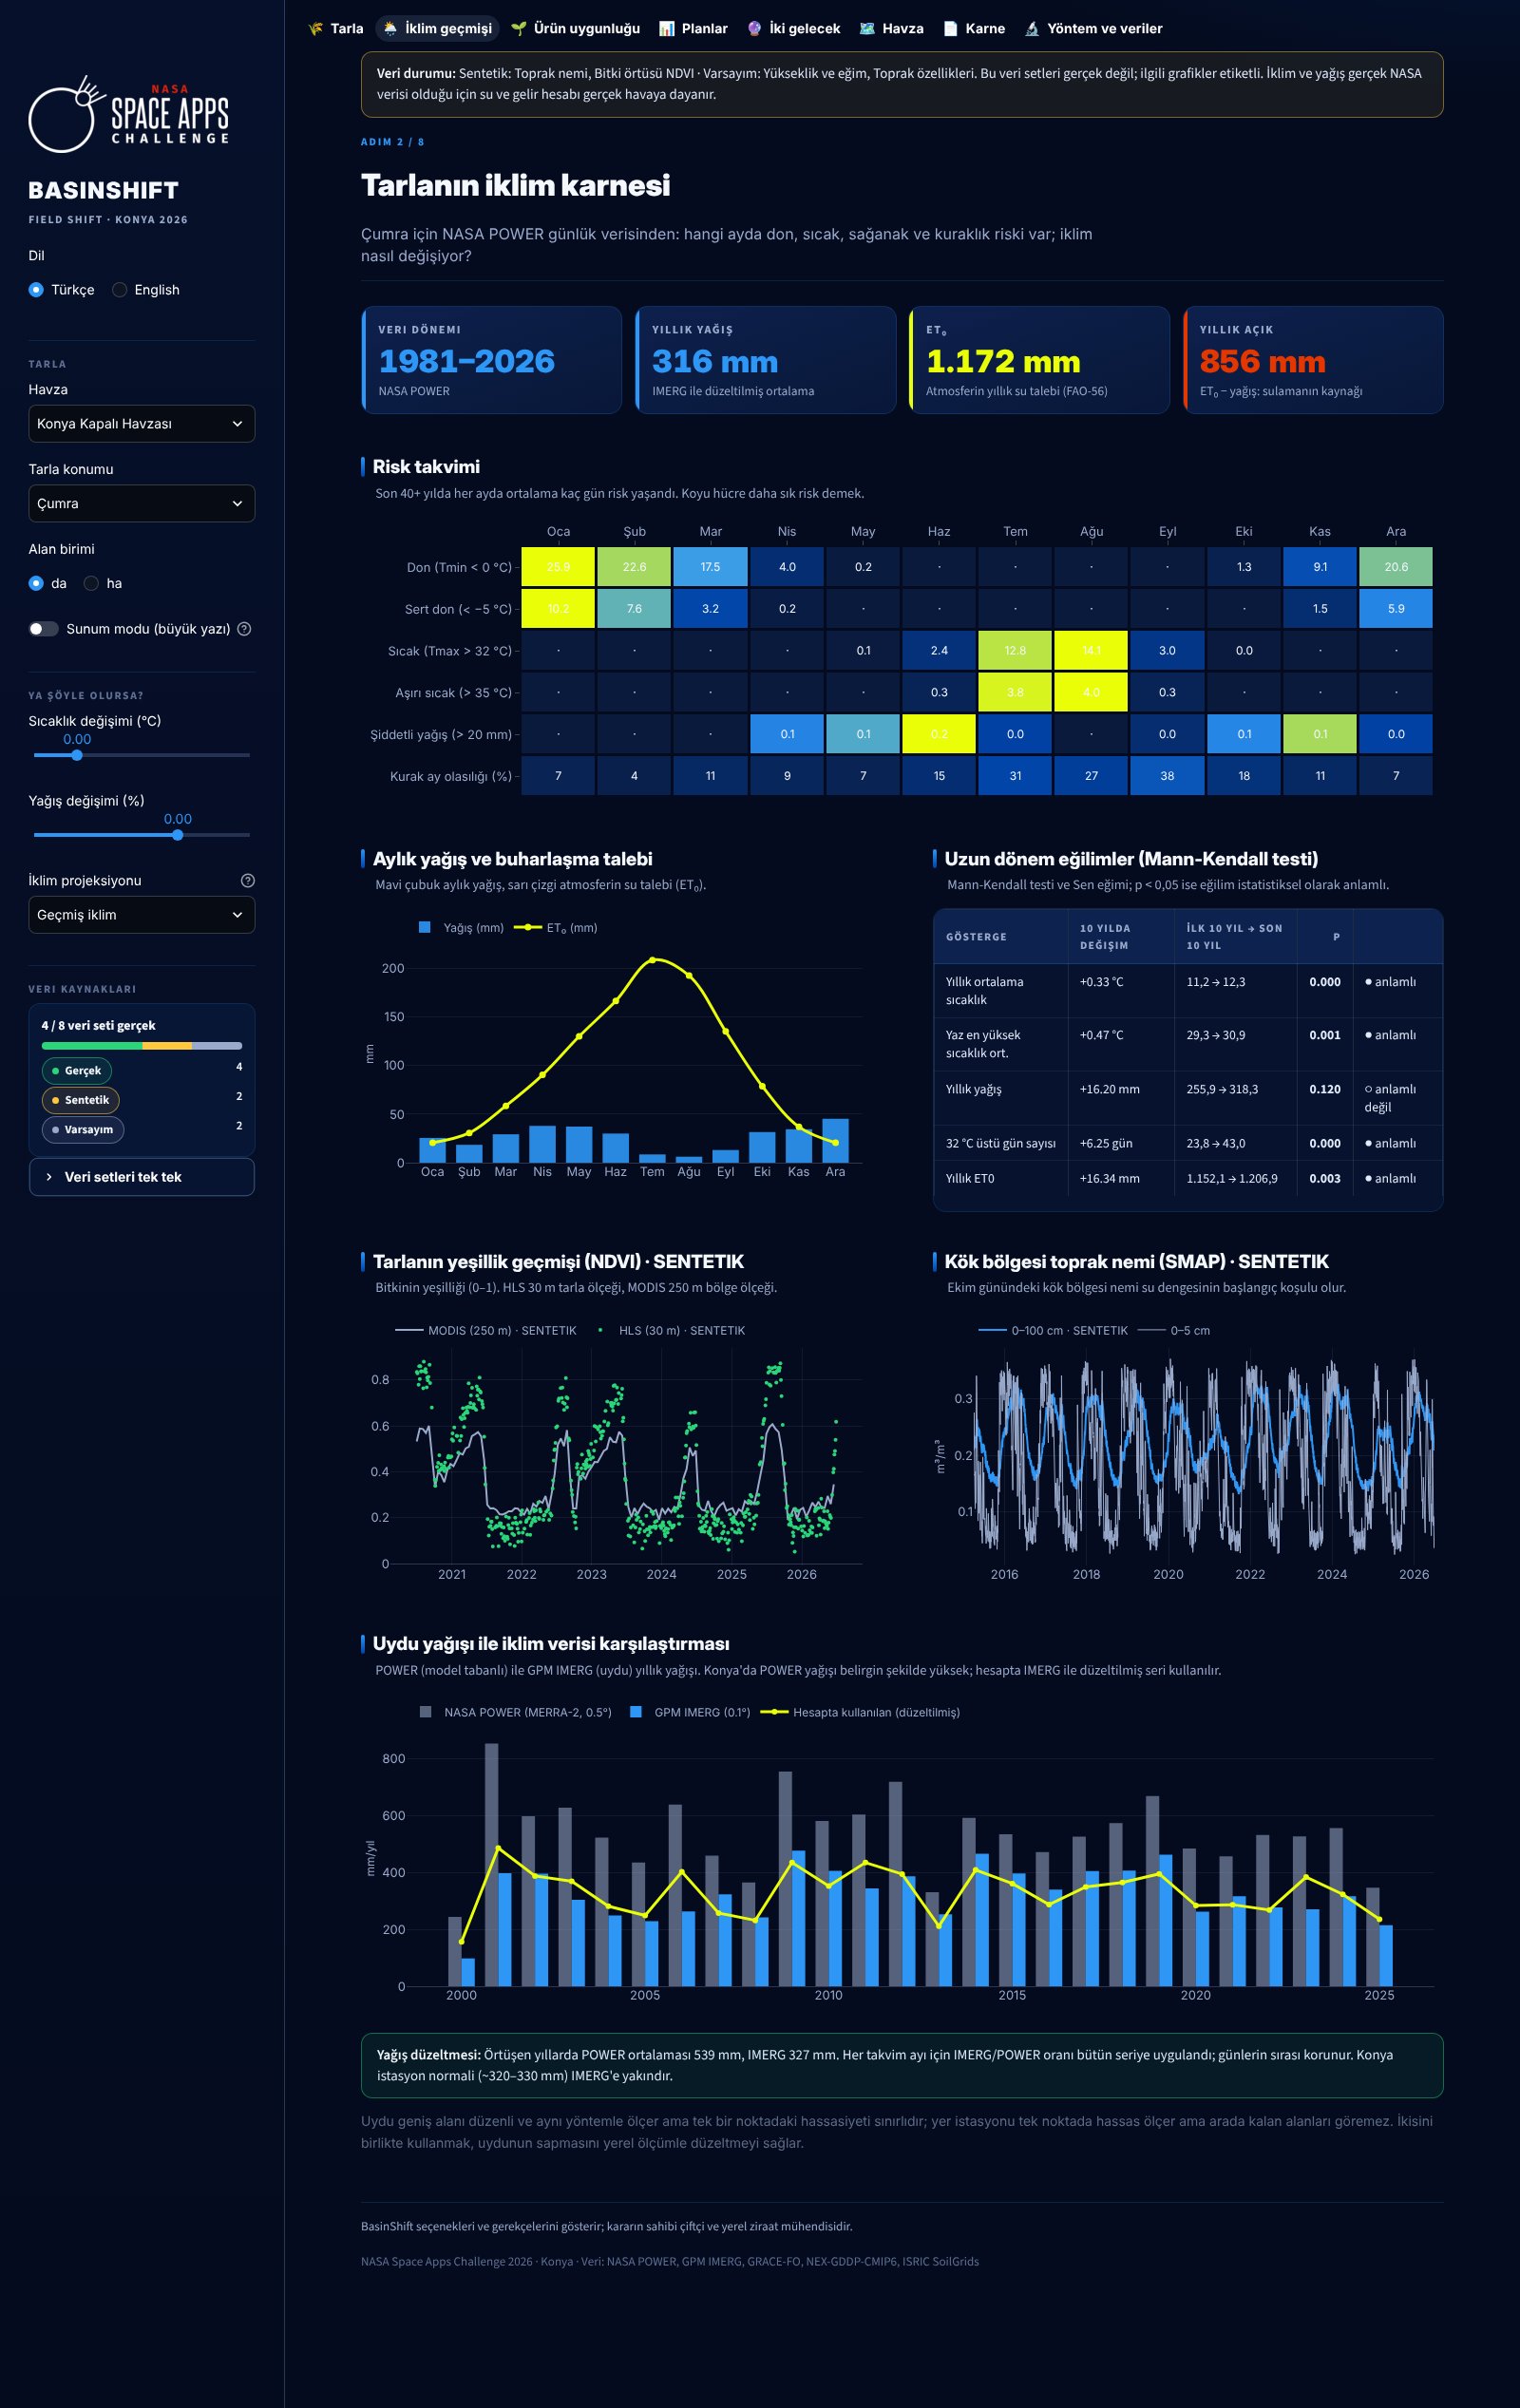 🌾 Tarla 🌦️ İklim geçmişi 🌱 Ürün uygunluğu 📊 Planlar 🔮 İki gelecek 🗺️ Havza 📄 Karne 🔬 Yöntem ve veriler
NASA
SPACE APPS
CHALLENGE
BASINSHIFT
FIELD SHIFT · KONYA 2026
Dil
Türkçe English
TARLA
Havza
Konya Kapalı Havzası
Tarla konumu
Çumra
Alan birimi
da ha
Sunum modu (büyük yazı)
YA ŞÖYLE OLURSA?
Sıcaklık değişimi (°C)
0.00
Yağış değişimi (%)
0.00
İklim projeksiyonu
Geçmiş iklim
VERI KAYNAKLARI
4 / 8 veri seti gerçek
Gerçek 4
Sentetik 2
Varsayım 2
Veri setleri tek tek
Veri durumu: Sentetik: Toprak nemi, Bitki örtüsü NDVI · Varsayım: Yükseklik ve eğim, Toprak özellikleri. Bu veri setleri gerçek değil; ilgili grafikler etiketli. İklim ve yağış gerçek NASA
verisi olduğu için su ve gelir hesabı gerçek havaya dayanır.
ADIM 2 / 8
Tarlanın iklim karnesi
Çumra için NASA POWER günlük verisinden: hangi ayda don, sıcak, sağanak ve kuraklık riski var; iklim
nasıl değişiyor?
VERI DÖNEMI
1981–2026
NASA POWER
YILLIK YAĞIŞ
316 mm
IMERG ile düzeltilmiş ortalama
ET₀
1.172 mm
Atmosferin yıllık su talebi (FAO-56)
YILLIK AÇIK
856 mm
ET₀ − yağış: sulamanın kaynağı
Risk takvimi
Son 40+ yılda her ayda ortalama kaç gün risk yaşandı. Koyu hücre daha sık risk demek.
Oca Şub Mar Nis May Haz Tem Ağu Eyl Eki Kas Ara
Don (Tmin < 0 °C) 25.9 22.6 17.5 4.0 0.2 · · · · 1.3 9.1 20.6
Sert don (< −5 °C) 10.2 7.6 3.2 0.2 · · · · · · 1.5 5.9
Sıcak (Tmax > 32 °C) · · · · 0.1 2.4 12.8 14.1 3.0 0.0 · ·
Aşırı sıcak (> 35 °C) · · · · · 0.3 3.8 4.0 0.3 · · ·
Şiddetli yağış (> 20 mm) · · · 0.1 0.1 0.2 0.0 · 0.0 0.1 0.1 0.0
Kurak ay olasılığı (%) 7 4 11 9 7 15 31 27 38 18 11 7
Aylık yağış ve buharlaşma talebi
Mavi çubuk aylık yağış, sarı çizgi atmosferin su talebi (ET₀).
Yağış (mm) ET₀ (mm)
200
150
100
50
0
mm
Oca Şub Mar Nis May Haz Tem Ağu Eyl Eki Kas Ara
Uzun dönem eğilimler (Mann-Kendall testi)
Mann-Kendall testi ve Sen eğimi; p < 0,05 ise eğilim istatistiksel olarak anlamlı.
GÖSTERGE 10 YILDA DEĞIŞIM İLK 10 YIL → SON 10 YIL P
Yıllık ortalama sıcaklık +0.33 °C 11,2 → 12,3 0.000 ● anlamlı
Yaz en yüksek sıcaklık ort. +0.47 °C 29,3 → 30,9 0.001 ● anlamlı
Yıllık yağış +16.20 mm 255,9 → 318,3 0.120 ○ anlamlı değil
32 °C üstü gün sayısı +6.25 gün 23,8 → 43,0 0.000 ● anlamlı
Yıllık ET0 +16.34 mm 1.152,1 → 1.206,9 0.003 ● anlamlı
Tarlanın yeşillik geçmişi (NDVI) · SENTETIK
Bitkinin yeşilliği (0–1). HLS 30 m tarla ölçeği, MODIS 250 m bölge ölçeği.
MODIS (250 m) · SENTETIK HLS (30 m) · SENTETIK
0.8
0.6
0.4
0.2
0
2021 2022 2023 2024 2025 2026
Kök bölgesi toprak nemi (SMAP) · SENTETIK
Ekim günündeki kök bölgesi nemi su dengesinin başlangıç koşulu olur.
0–100 cm · SENTETIK 0–5 cm
0.3
0.2
0.1
m³/m³
2016 2018 2020 2022 2024 2026
Uydu yağışı ile iklim verisi karşılaştırması
POWER (model tabanlı) ile GPM IMERG (uydu) yıllık yağışı. Konya'da POWER yağışı belirgin şekilde yüksek; hesapta IMERG ile düzeltilmiş seri kullanılır.
NASA POWER (MERRA-2, 0.5°) GPM IMERG (0.1°) Hesapta kullanılan (düzeltilmiş)
800
600
400
200
0
mm/yıl
2000 2005 2010 2015 2020 2025
Yağış düzeltmesi: Örtüşen yıllarda POWER ortalaması 539 mm, IMERG 327 mm. Her takvim ayı için IMERG/POWER oranı bütün seriye uygulandı; günlerin sırası korunur. Konya
istasyon normali (~320–330 mm) IMERG'e yakındır.
Uydu geniş alanı düzenli ve aynı yöntemle ölçer ama tek bir noktadaki hassasiyeti sınırlıdır; yer istasyonu tek noktada hassas ölçer ama arada kalan alanları göremez. İkisini
birlikte kullanmak, uydunun sapmasını yerel ölçümle düzeltmeyi sağlar.
BasinShift seçenekleri ve gerekçelerini gösterir; kararın sahibi çiftçi ve yerel ziraat mühendisidir.
NASA Space Apps Challenge 2026 · Konya · Veri: NASA POWER, GPM IMERG, GRACE-FO, NEX-GDDP-CMIP6, ISRIC SoilGrids